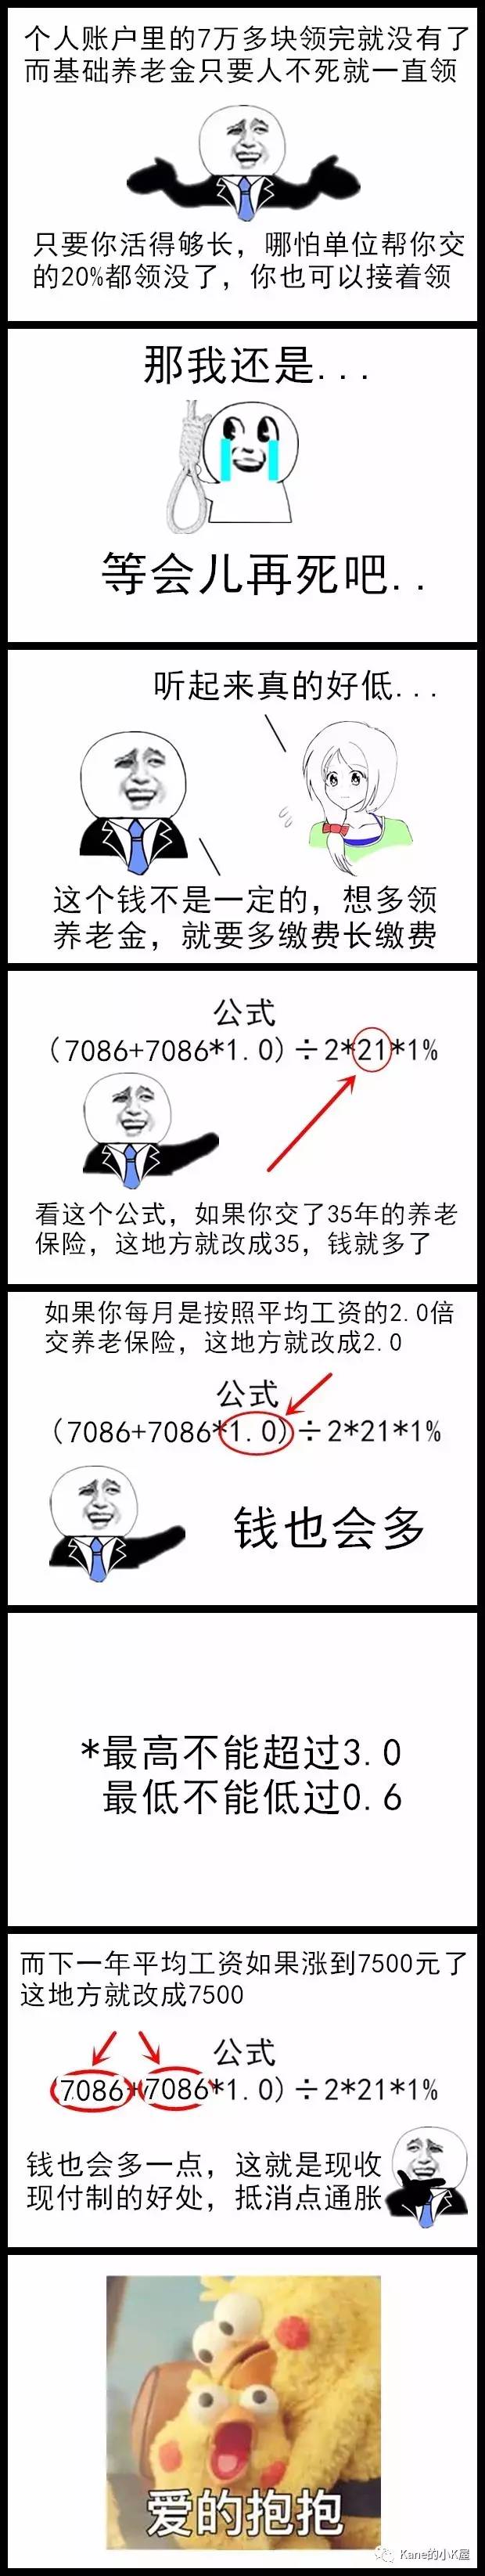 个人账户里的7万多块领完就没有了
而基础养老金只要人不死就一直领
只要你活得够长，哪怕单位帮你交
的20%都领没了，你也可以接着领
那我还是...
等会儿再死吧..
听起来真的好低...
这个钱不是一定的，想多领
养老金，就要多缴费长缴费
公式
(7086+7086*1.0)÷2*21*1%
看这个公式，如果你交了35年的养老
保险，这地方就改成35，钱就多了
如果你每月是按照平均工资的2.0倍
交养老保险，这地方就改成2.0
公式
(7086+7086*1.0)÷2*21*1%
钱也会多
*最高不能超过3.0
最低不能低过0.6
而下一年平均工资如果涨到7500元了
这地方就改成7500
公式
(7086+7086*1.0)÷2*21*1%
钱也会多一点，这就是现收
现付制的好处，抵消点通胀
爱的抱抱
Kane的小K屋